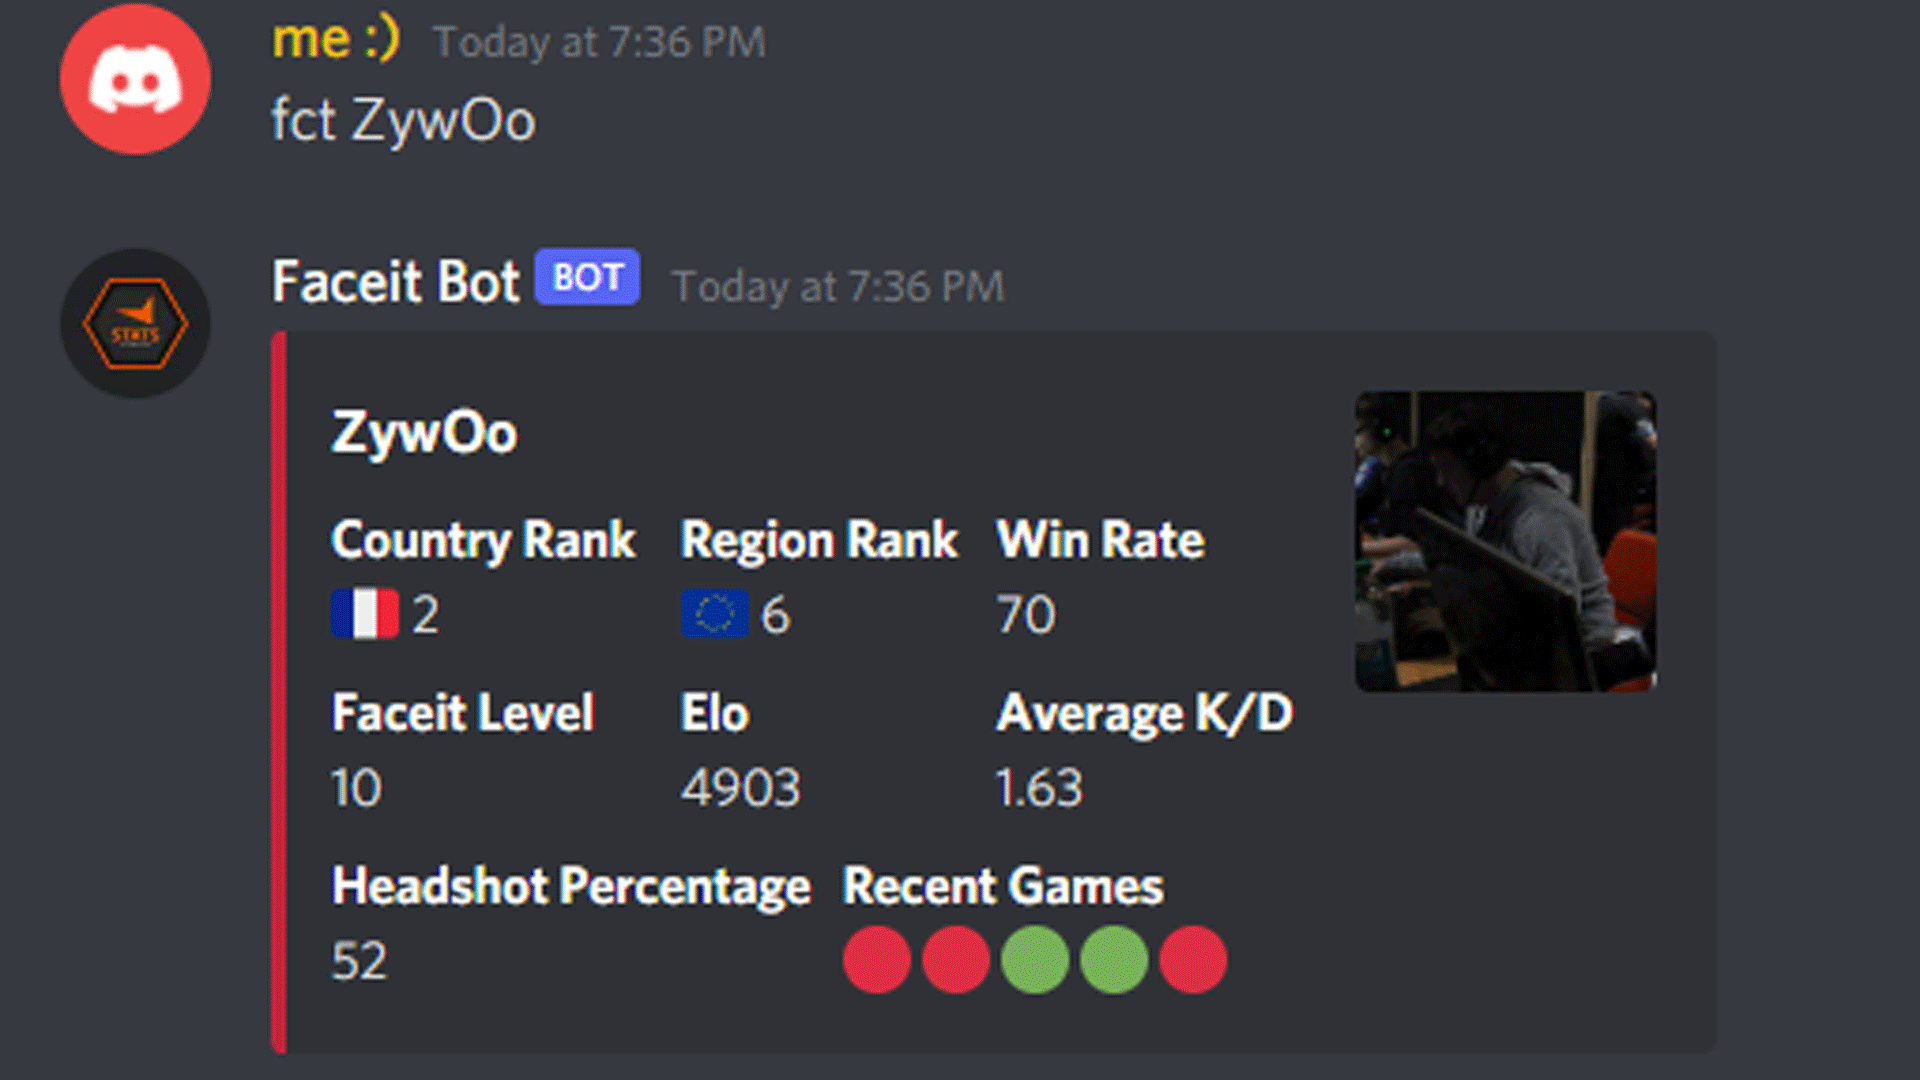 me :) Today at 7:36 PM
fct ZywOo
Faceit Bot BOT Today at 7:36 PM
STATS
ZywOo
Country Rank Region Rank Win Rate
2 6 70
Faceit Level Elo Average K/D
10 4903 1.63
Headshot Percentage Recent Games
52